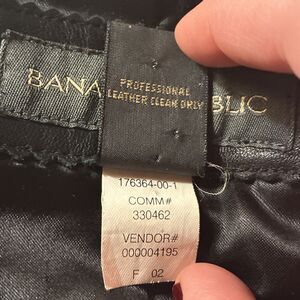 BANA BLIC
PROFESSIONAL
LEATHER CLEAN ONLY
176364-00-1
COMM#
330462
VENDOR#
000004195
F 02